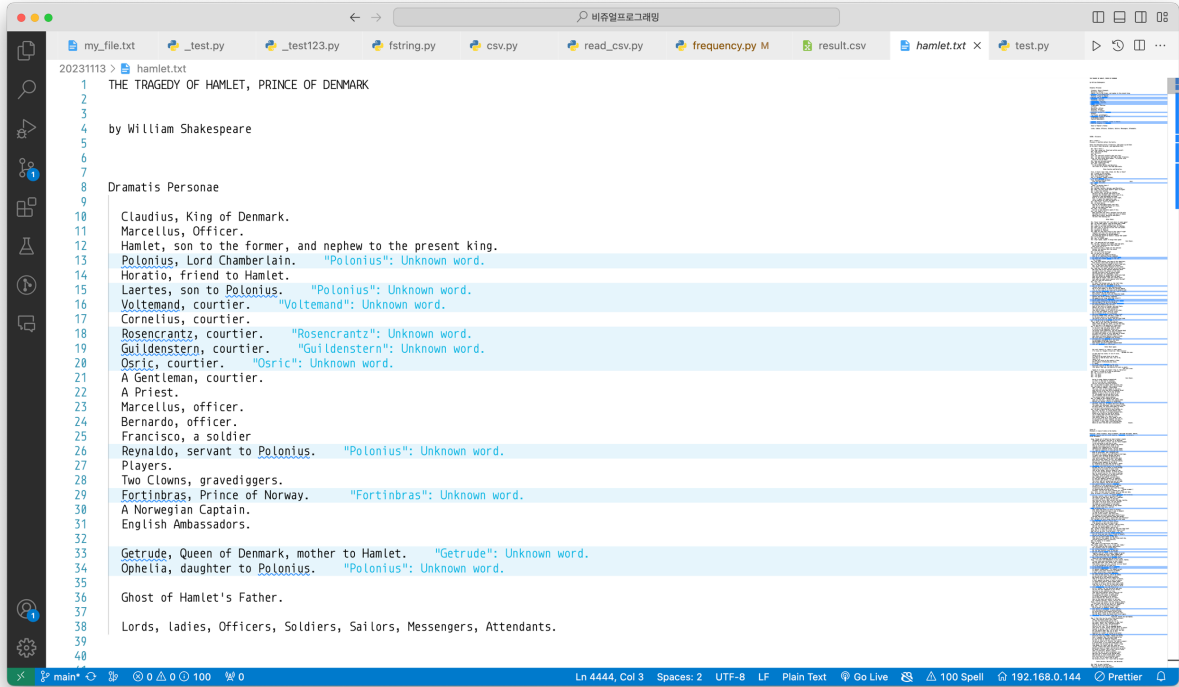 비쥬얼프로그래밍
my_file.txt _test.py _test123.py fstring.py csv.py read_csv.py frequency.py M result.csv hamlet.txt test.py
20231113 > hamlet.txt
1 THE TRAGEDY OF HAMLET, PRINCE OF DENMARK
2
3
4 by William Shakespeare
5
6
7
8 Dramatis Personae
9
10 Claudius, King of Denmark.
11 Marcellus, Officer.
12 Hamlet, son to the former, and nephew to the present king.
13 Polonius, Lord Chamberlain. "Polonius": Unknown word.
14 Horatio, friend to Hamlet.
15 Laertes, son to Polonius. "Polonius": Unknown word.
16 Voltemand, courtier. "Voltemand": Unknown word.
17 Cornelius, courtier.
18 Rosencrantz, courtier. "Rosencrantz": Unknown word.
19 Guildenstern, courtier. "Guildenstern": Unknown word.
20 Osric, courtier. "Osric": Unknown word.
21 A Gentleman, courtier.
22 A Priest.
23 Marcellus, officer.
24 Bernardo, officer.
25 Francisco, a soldier
26 Reynaldo, servant to Polonius. "Polonius": Unknown word.
27 Players.
28 Two Clowns, gravediggers.
29 Fortinbras, Prince of Norway. "Fortinbras": Unknown word.
30 A Norwegian Captain.
31 English Ambassadors.
32
33 Getrude, Queen of Denmark, mother to Hamlet. "Getrude": Unknown word.
34 Ophelia, daughter to Polonius. "Polonius": Unknown word.
35
36 Ghost of Hamlet's Father.
37
38 Lords, ladies, Officers, Soldiers, Sailors, Messengers, Attendants.
39
40
1
1
main* 0 0 100 0 Ln 4444, Col 3 Spaces: 2 UTF-8 LF Plain Text Go Live 100 Spell 192.168.0.144 Prettier